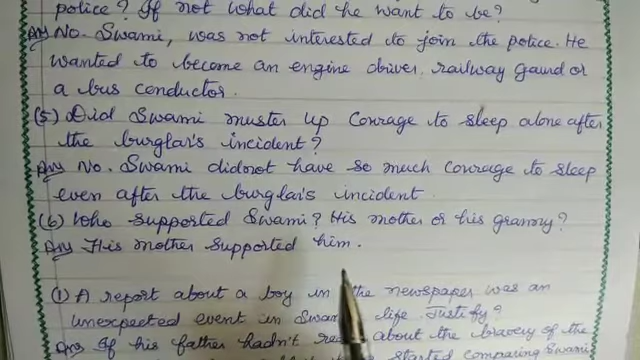 police? If not what did he want to be?
Ans No. Swami, was not interested to join the police. He
wanted to become an engine driver, railway gaurd or
a bus conductor.
(5) Did Swami muster up Courage to sleep alone after
the burglar's incident?
Ans No. Swami didnot have so much courage to sleep
even after the burglar's incident.
(6) Who supported Swami? His mother or his granny?
Ans His mother supported him.
(1) A report about a boy in the newspaper was an
unexpected event in life. Justify?
Ans. If his father hadn't about the bravery of the
started comparing Swami